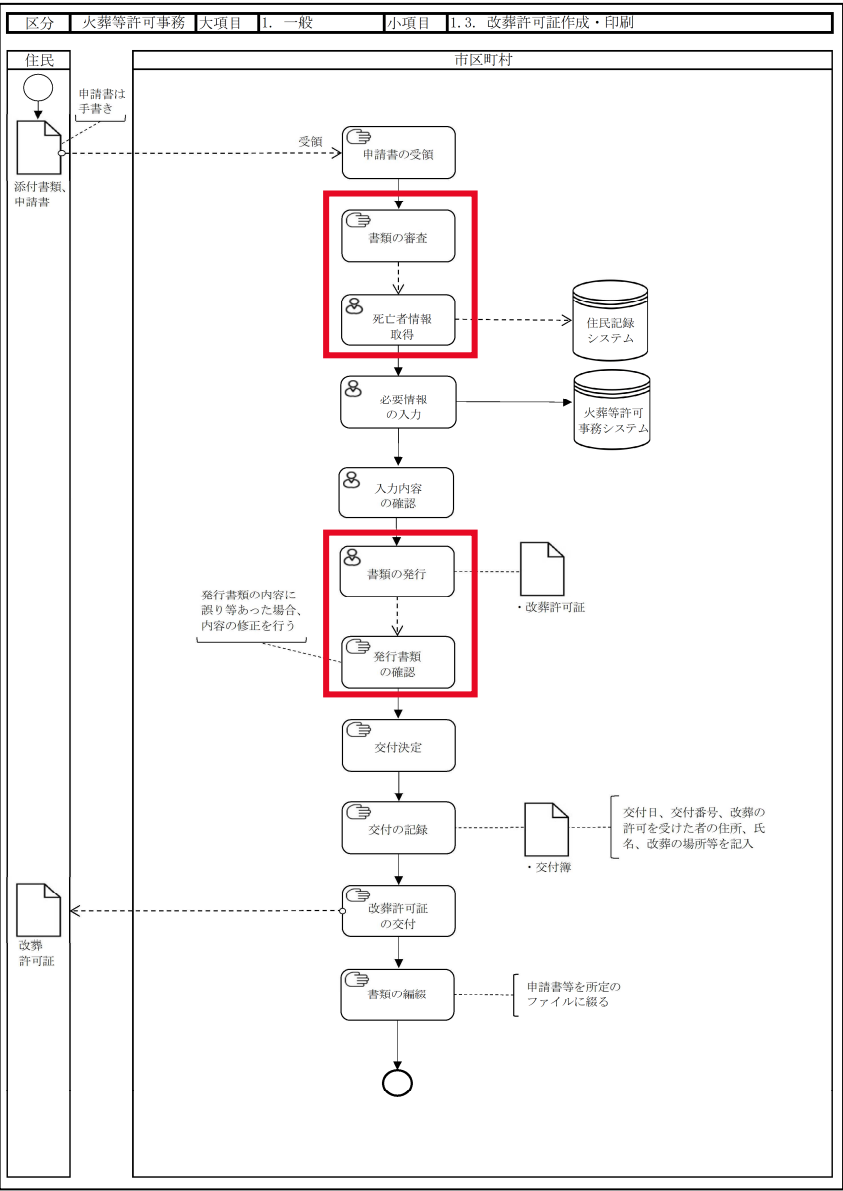 区分 火葬等許可事務 大項目 1. 一般 小項目 1.3. 改葬許可証作成・印刷
住民 市区町村
申請書は
手書き
添付書類、
申請書
受領
申請書の受領
書類の審査
死亡者情報
取得
住民記録
システム
必要情報
の入力
火葬等許可
事務システム
入力内容
の確認
書類の発行
・改葬許可証
発行書類の内容に
誤り等あった場合、
内容の修正を行う
発行書類
の確認
交付決定
交付の記録
・交付簿
交付日、交付番号、改葬の
許可を受けた者の住所、氏
名、改葬の場所等を記入
改葬許可証
の交付
改葬
許可証
書類の編綴
申請書等を所定の
ファイルに綴る